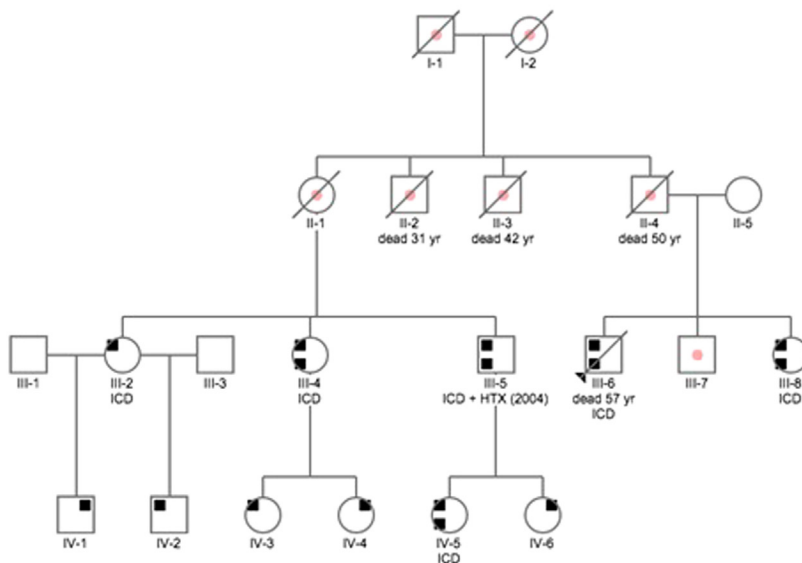 I-1 I-2
II-1 II-2 II-3 II-4 II-5
dead 31 yr dead 42 yr dead 50 yr
III-1 III-2 III-3 III-4 III-5 III-6 III-7 III-8
ICD ICD ICD + HTX (2004) dead 57 yr ICD
ICD
IV-1 IV-2 IV-3 IV-4 IV-5 IV-6
ICD